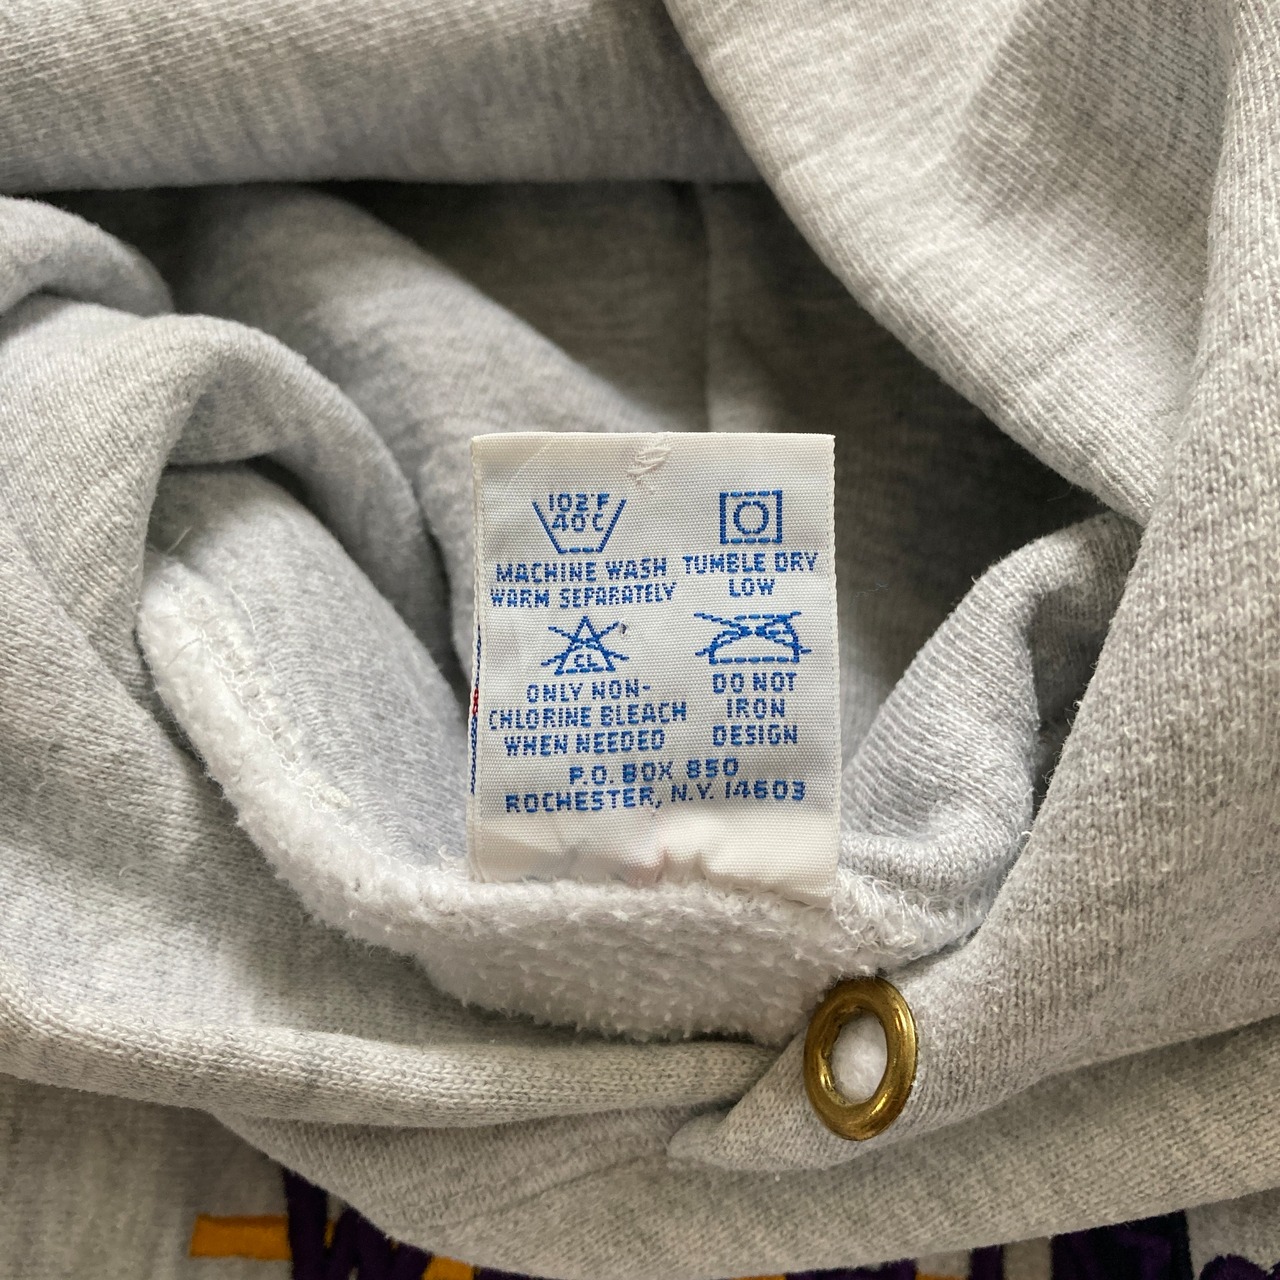 102°F
40°C
MACHINE WASH
WARM SEPARATELY
TUMBLE DRY
LOW
CL
ONLY NON-
CHLORINE BLEACH
WHEN NEEDED
DO NOT
IRON
DESIGN
P.O. BOX 850
ROCHESTER, N.Y. 14603